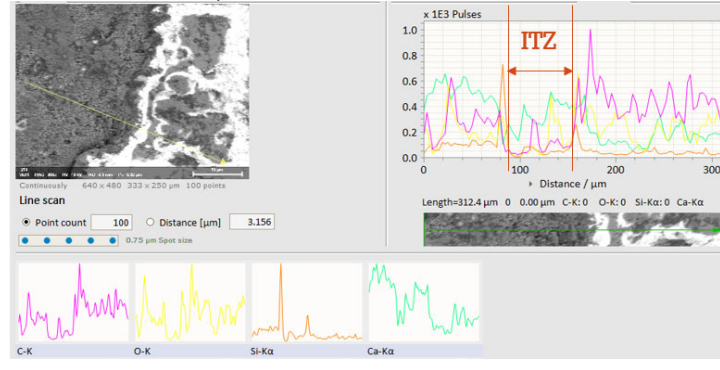 x 1E3 Pulses
1.0
0.8
0.6
0.4
0.2
0.0
ITZ
0
100
200
300
Distance / µm
Continuously 640 x 480 333 x 250 µm 100 points
Line scan
Point count 100 Distance [µm] 3.156
0.75 µm Spot size
Length=312.4 µm 0 0.00 µm C-K: 0 O-K: 0 Si-Kα: 0 Ca-Kα
C-K
O-K
Si-Kα
Ca-Kα